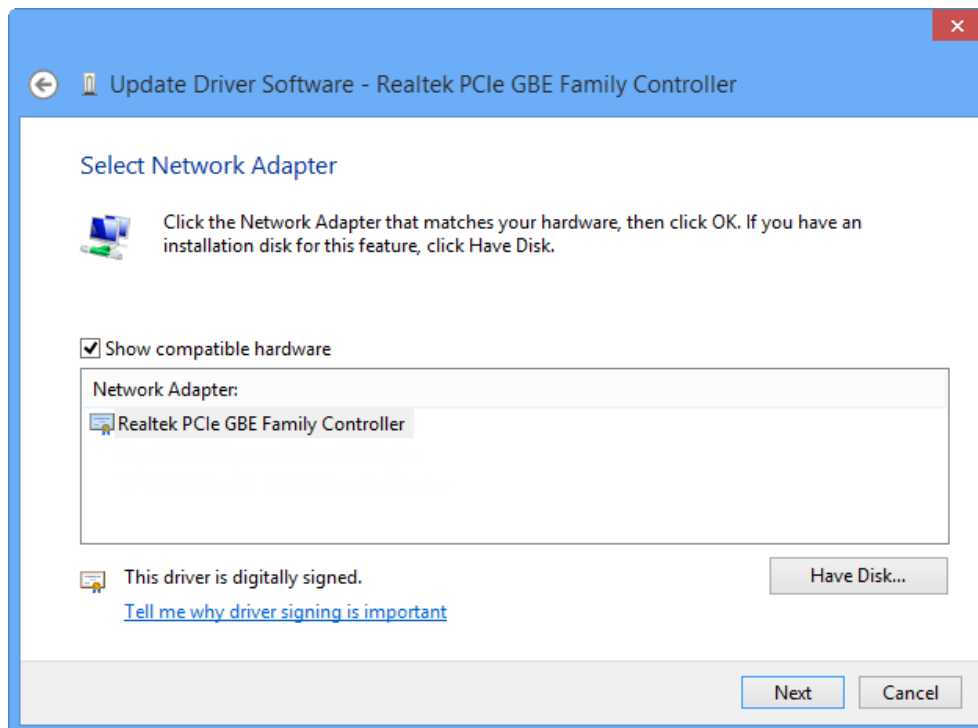 Update Driver Software - Realtek PCIe GBE Family Controller
Select Network Adapter
Click the Network Adapter that matches your hardware, then click OK. If you have an
installation disk for this feature, click Have Disk.
Show compatible hardware
Network Adapter:
Realtek PCIe GBE Family Controller
This driver is digitally signed.
Have Disk...
Tell me why driver signing is important
Next
Cancel